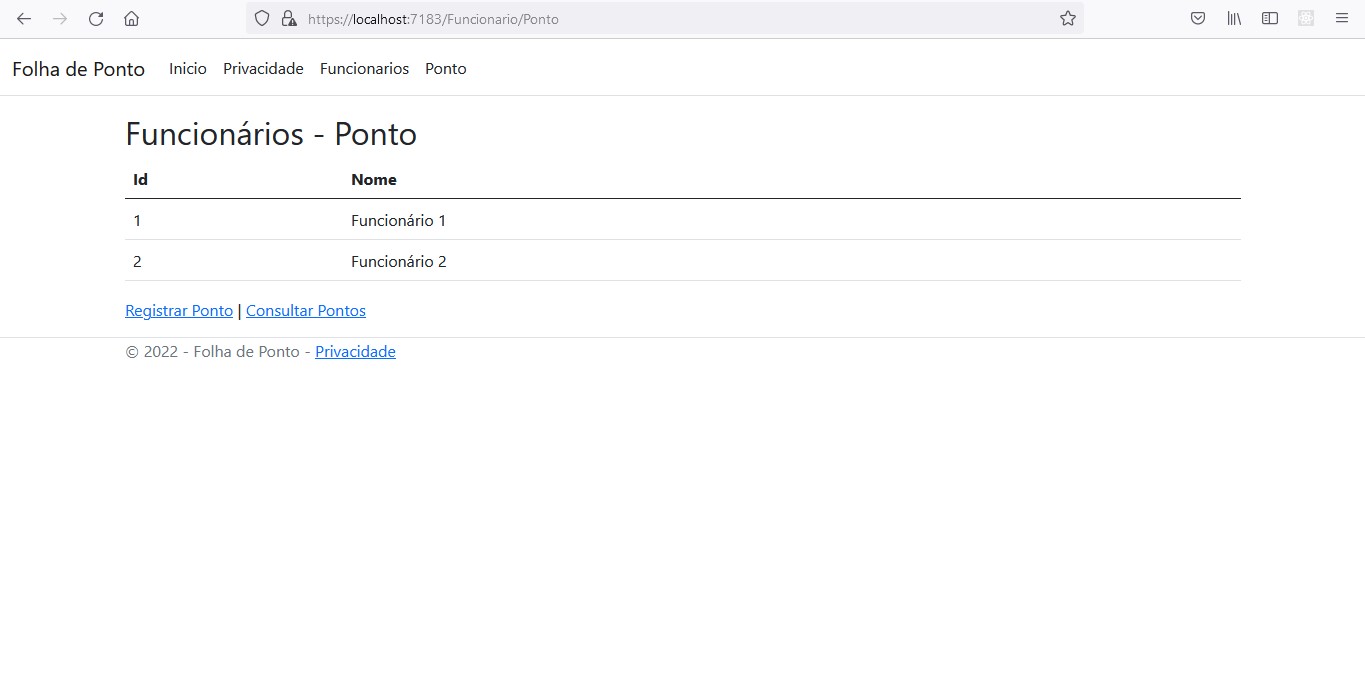 https://localhost:7183/Funcionario/Ponto
Folha de Ponto Inicio Privacidade Funcionarios Ponto
Funcionários - Ponto
Id Nome
1 Funcionário 1
2 Funcionário 2
Registrar Ponto | Consultar Pontos
© 2022 - Folha de Ponto - Privacidade